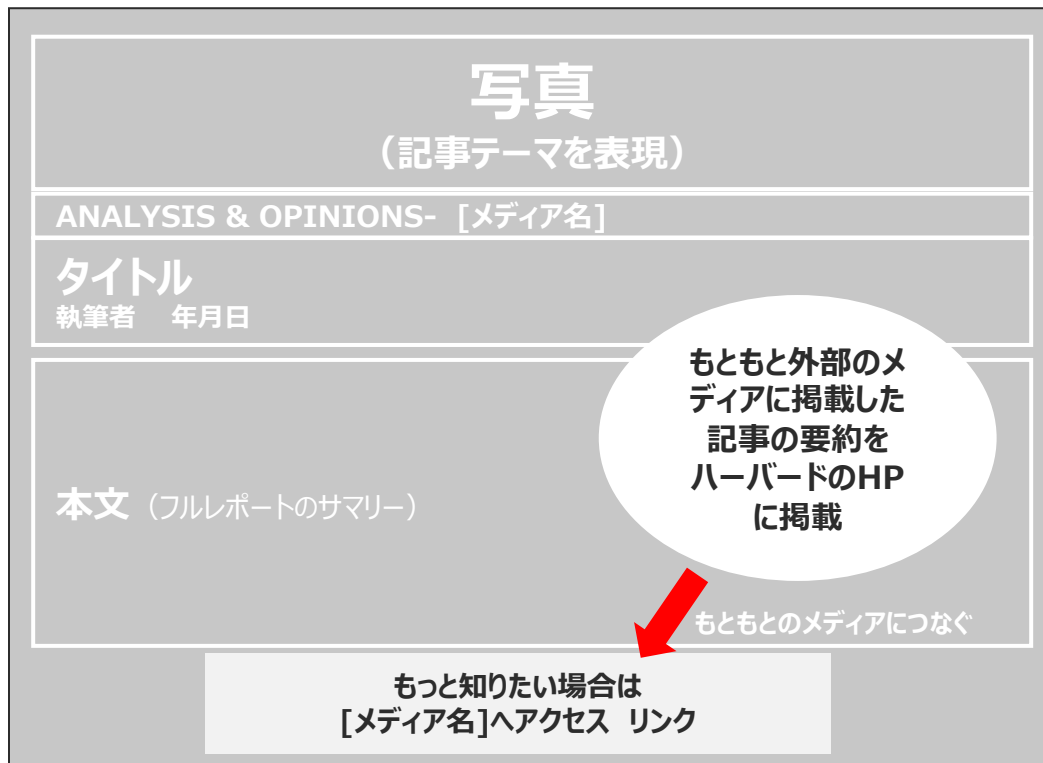 写真
（記事テーマを表現）
ANALYSIS & OPINIONS- [メディア名]
タイトル
執筆者　年月日
もともと外部のメ
ディアに掲載した
記事の要約を
ハーバードのHP
に掲載
本文（フルレポートのサマリー）
もともとのメディアにつなぐ
もっと知りたい場合は
[メディア名]へアクセス リンク